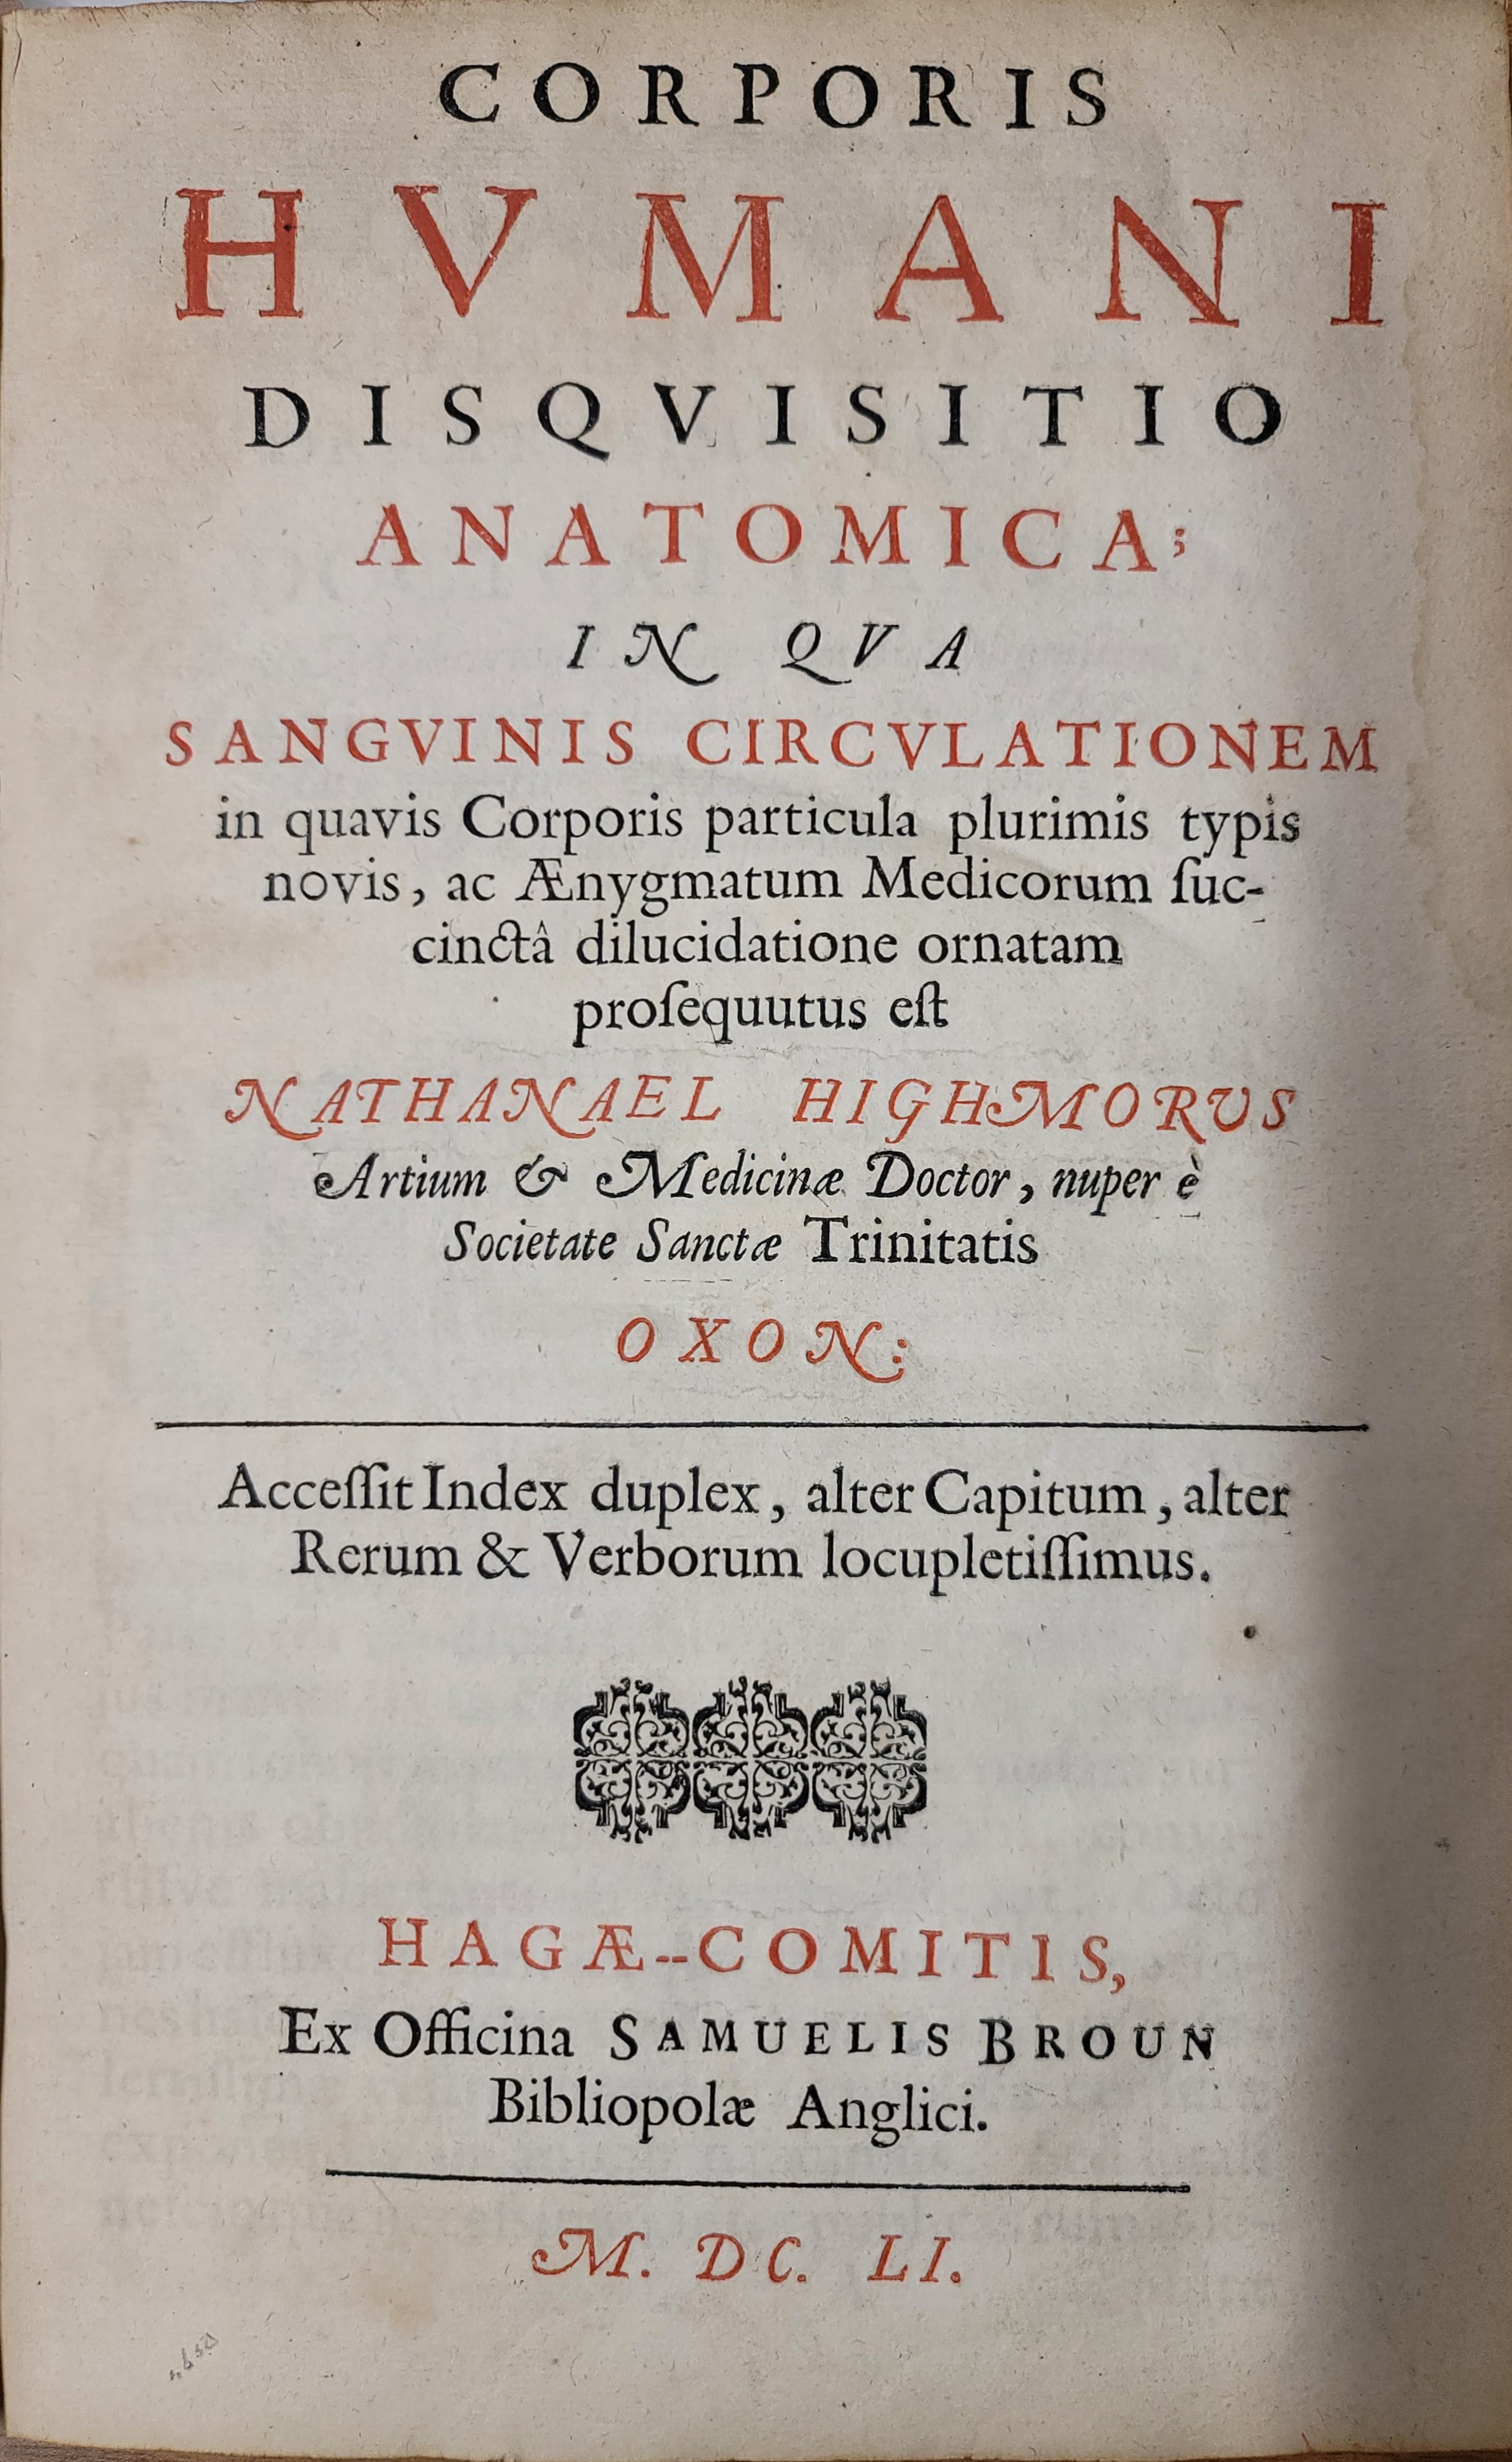 CORPORIS
HVMANI
DISQVISITIO
ANATOMICA;
IN QVA
SANGVINIS CIRCVLATIONEM
in quavis Corporis particula plurimis typis
novis, ac Ænygmatum Medicorum ſuc-
cinctâ dilucidatione ornatam
proſequutus eſt
NATHANAEL HIGHMORUS
Artium & Medicinæ Doctor, nuper è
Societate Sanctæ Trinitatis
OXON:
Acceſſit Index duplex, alter Capitum, alter
Rerum & Verborum locupletiſſimus.
HAGÆ--COMITIS,
Ex Officina SAMUELIS BROUN
Bibliopolæ Anglici.
M. DC. LI.